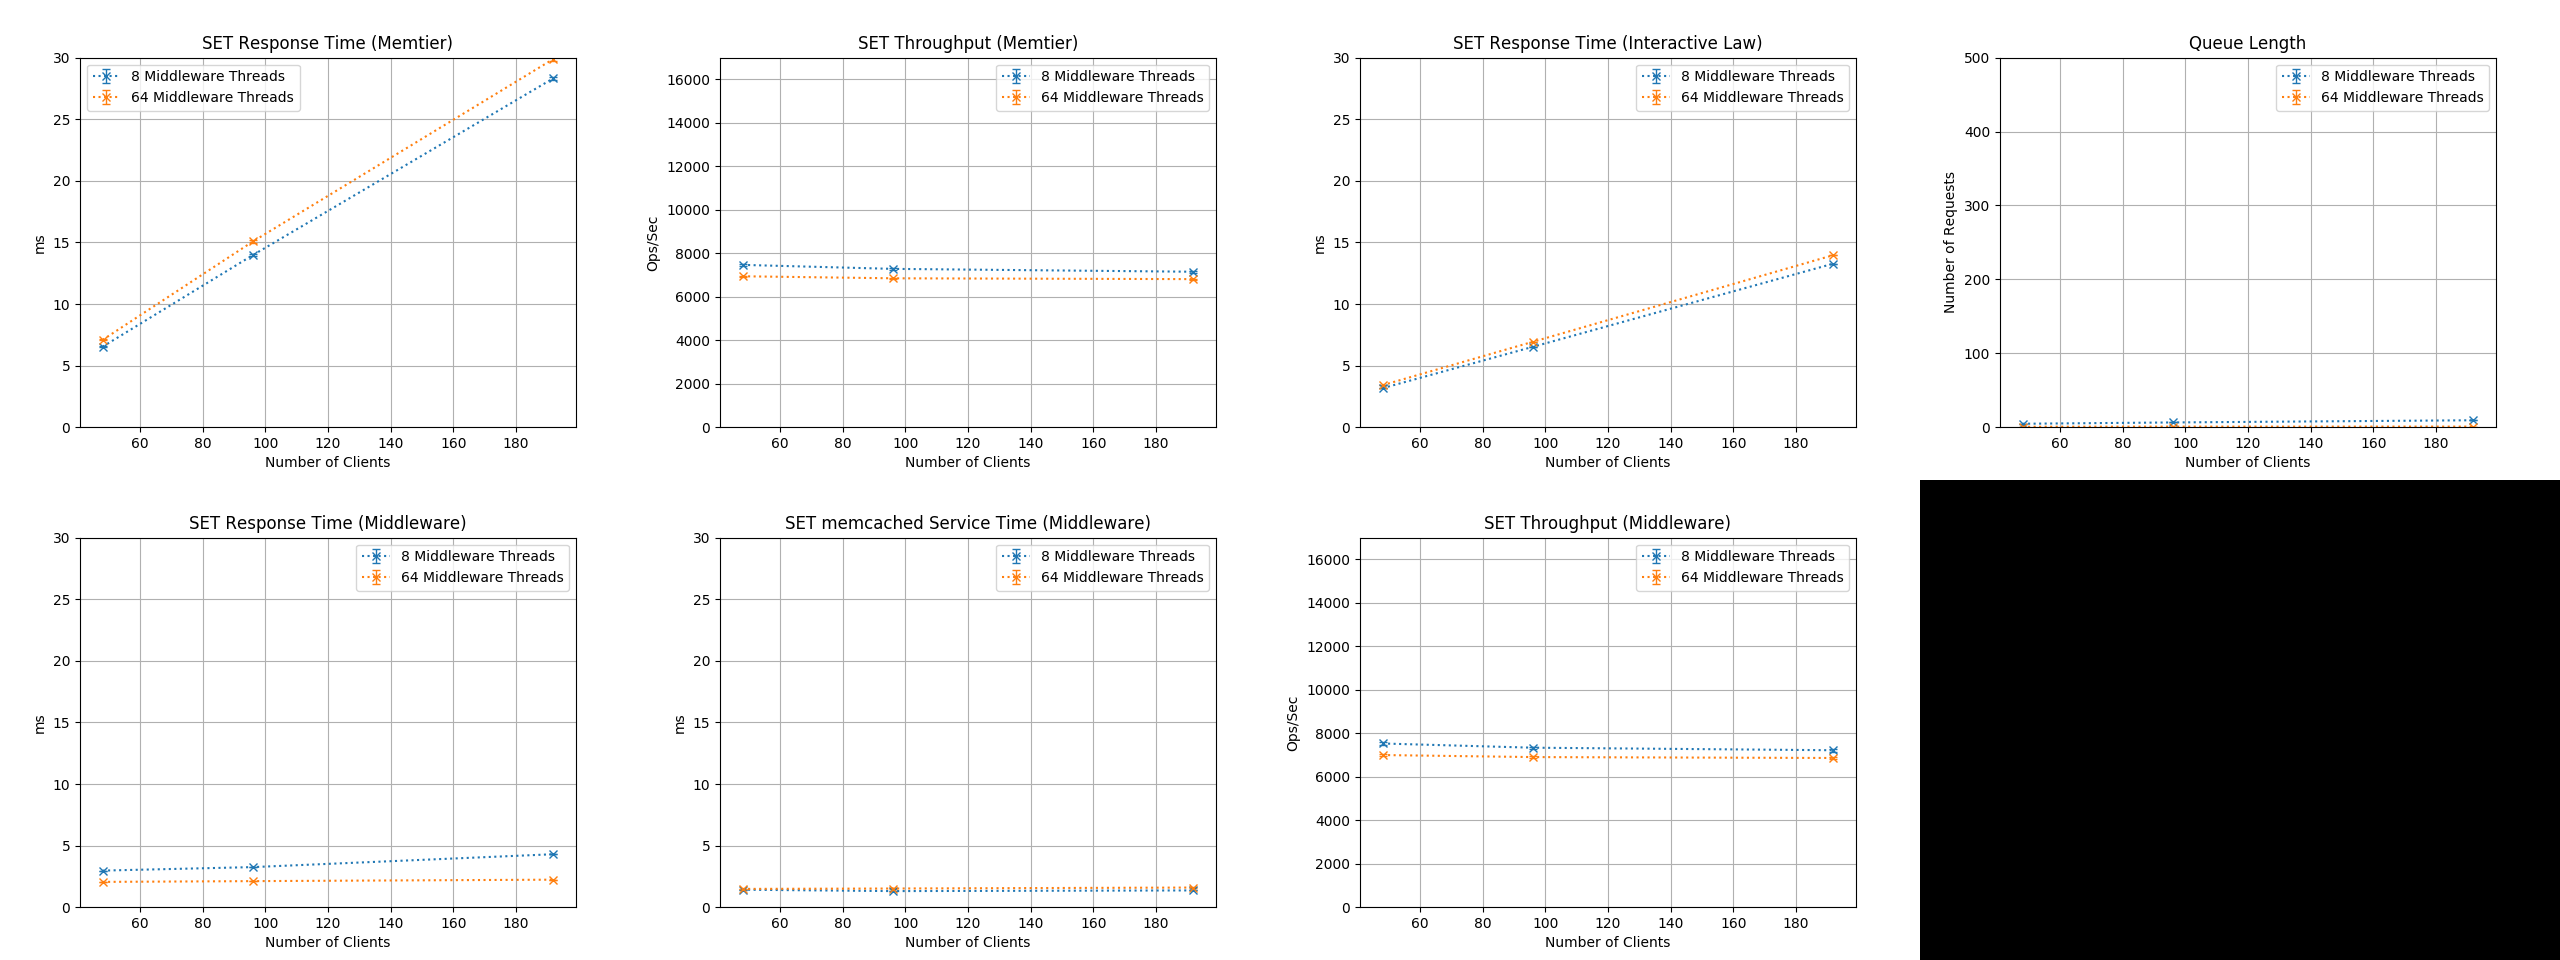 SET Response Time (Memtier)
30
25
20
15
10
5
0
ms
8 Middleware Threads
64 Middleware Threads
60 80 100 120 140 160 180
Number of Clients
SET Throughput (Memtier)
16000
14000
12000
10000
8000
6000
4000
2000
0
Ops/Sec
8 Middleware Threads
64 Middleware Threads
60 80 100 120 140 160 180
Number of Clients
SET Response Time (Interactive Law)
30
25
20
15
10
5
0
ms
8 Middleware Threads
64 Middleware Threads
60 80 100 120 140 160 180
Number of Clients
Queue Length
500
400
300
200
100
0
Number of Requests
8 Middleware Threads
64 Middleware Threads
60 80 100 120 140 160 180
Number of Clients
SET Response Time (Middleware)
30
25
20
15
10
5
0
ms
8 Middleware Threads
64 Middleware Threads
60 80 100 120 140 160 180
Number of Clients
SET memcached Service Time (Middleware)
30
25
20
15
10
5
0
ms
8 Middleware Threads
64 Middleware Threads
60 80 100 120 140 160 180
Number of Clients
SET Throughput (Middleware)
16000
14000
12000
10000
8000
6000
4000
2000
0
Ops/Sec
8 Middleware Threads
64 Middleware Threads
60 80 100 120 140 160 180
Number of Clients